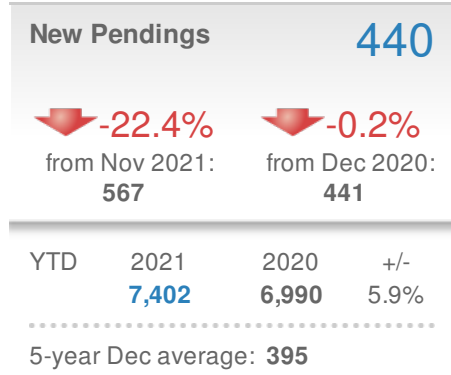 New Pendings 440
-22.4% -0.2%
from Nov 2021: from Dec 2020:
567 441
YTD 2021 2020 +/-
7,402 6,990 5.9%
5-year Dec average: 395